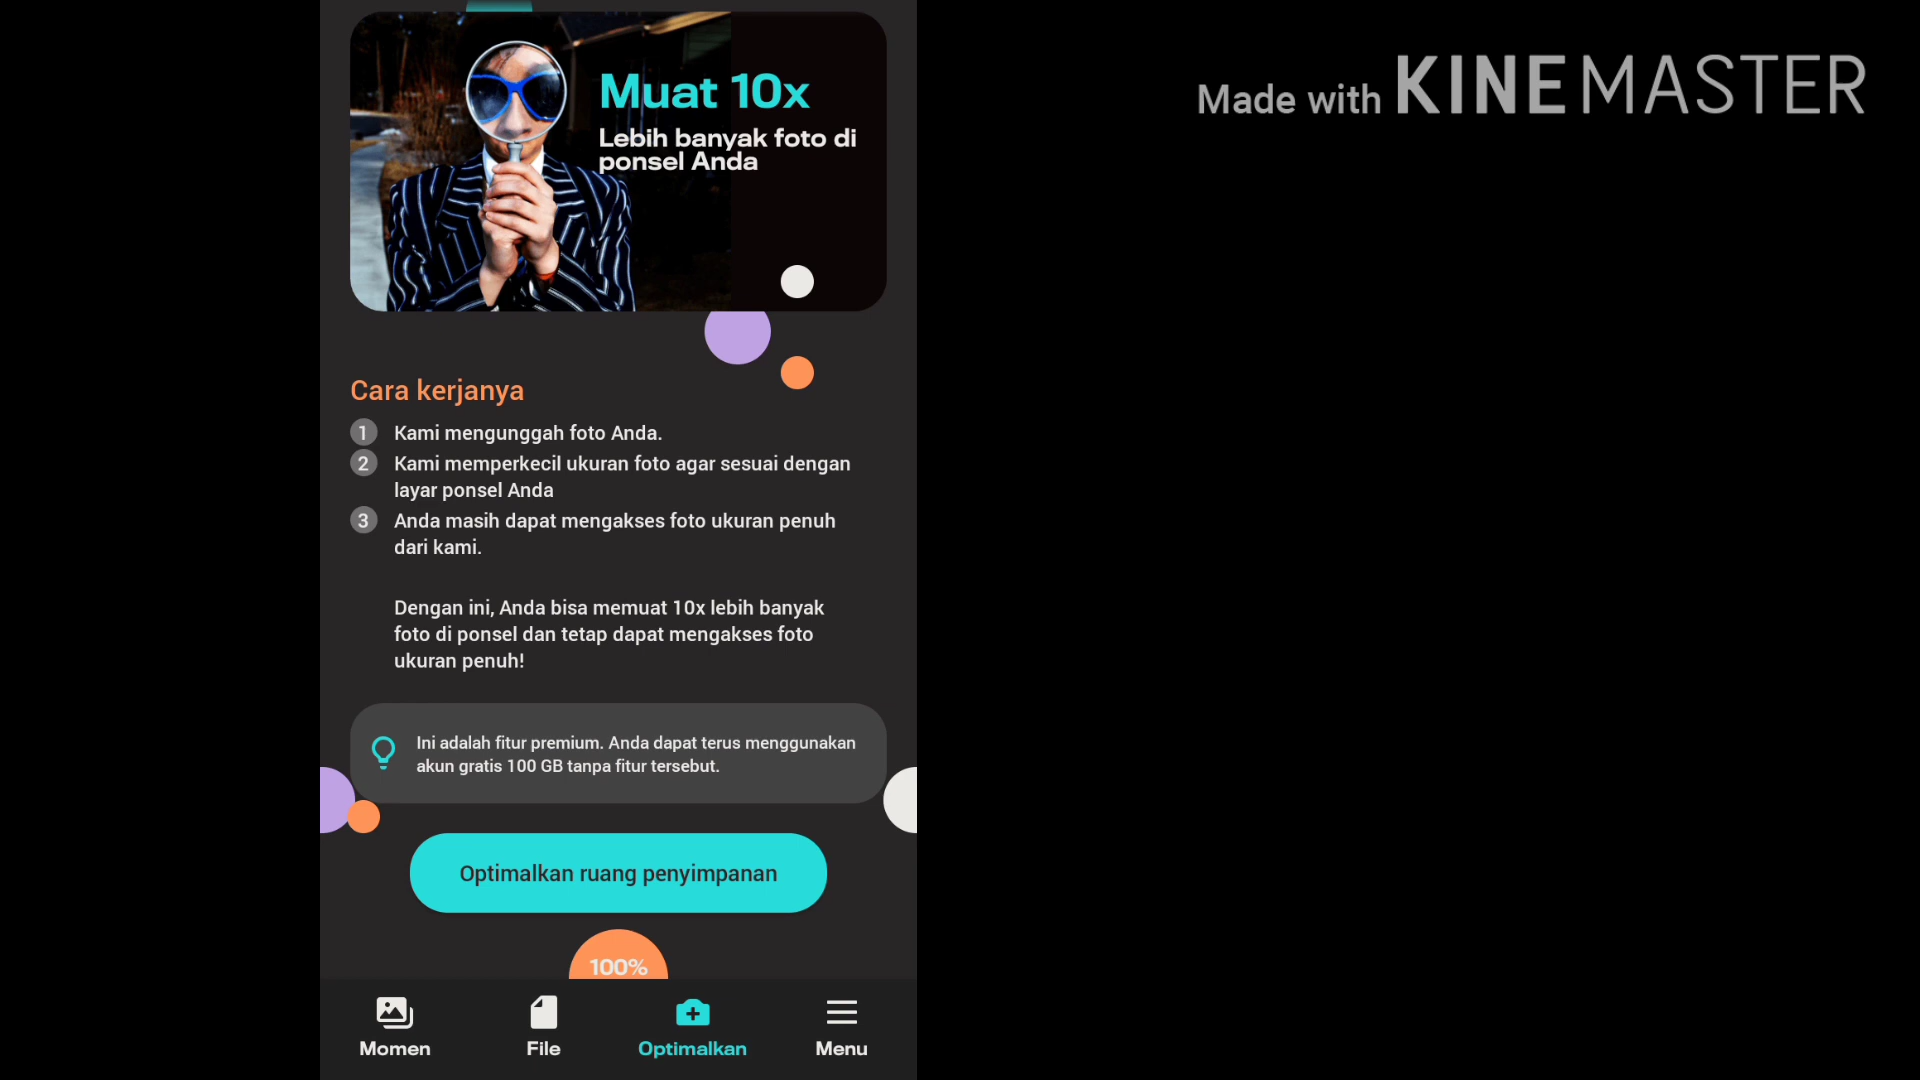 Made with KINEMASTER
Muat 10x
Lebih banyak foto di
ponsel Anda
Cara kerjanya
1 Kami mengunggah foto Anda.
2 Kami memperkecil ukuran foto agar sesuai dengan
layar ponsel Anda
3 Anda masih dapat mengakses foto ukuran penuh
dari kami.
Dengan ini, Anda bisa memuat 10x lebih banyak
foto di ponsel dan tetap dapat mengakses foto
ukuran penuh!
Ini adalah fitur premium. Anda dapat terus menggunakan
akun gratis 100 GB tanpa fitur tersebut.
Optimalkan ruang penyimpanan
100%
Momen File Optimalkan Menu